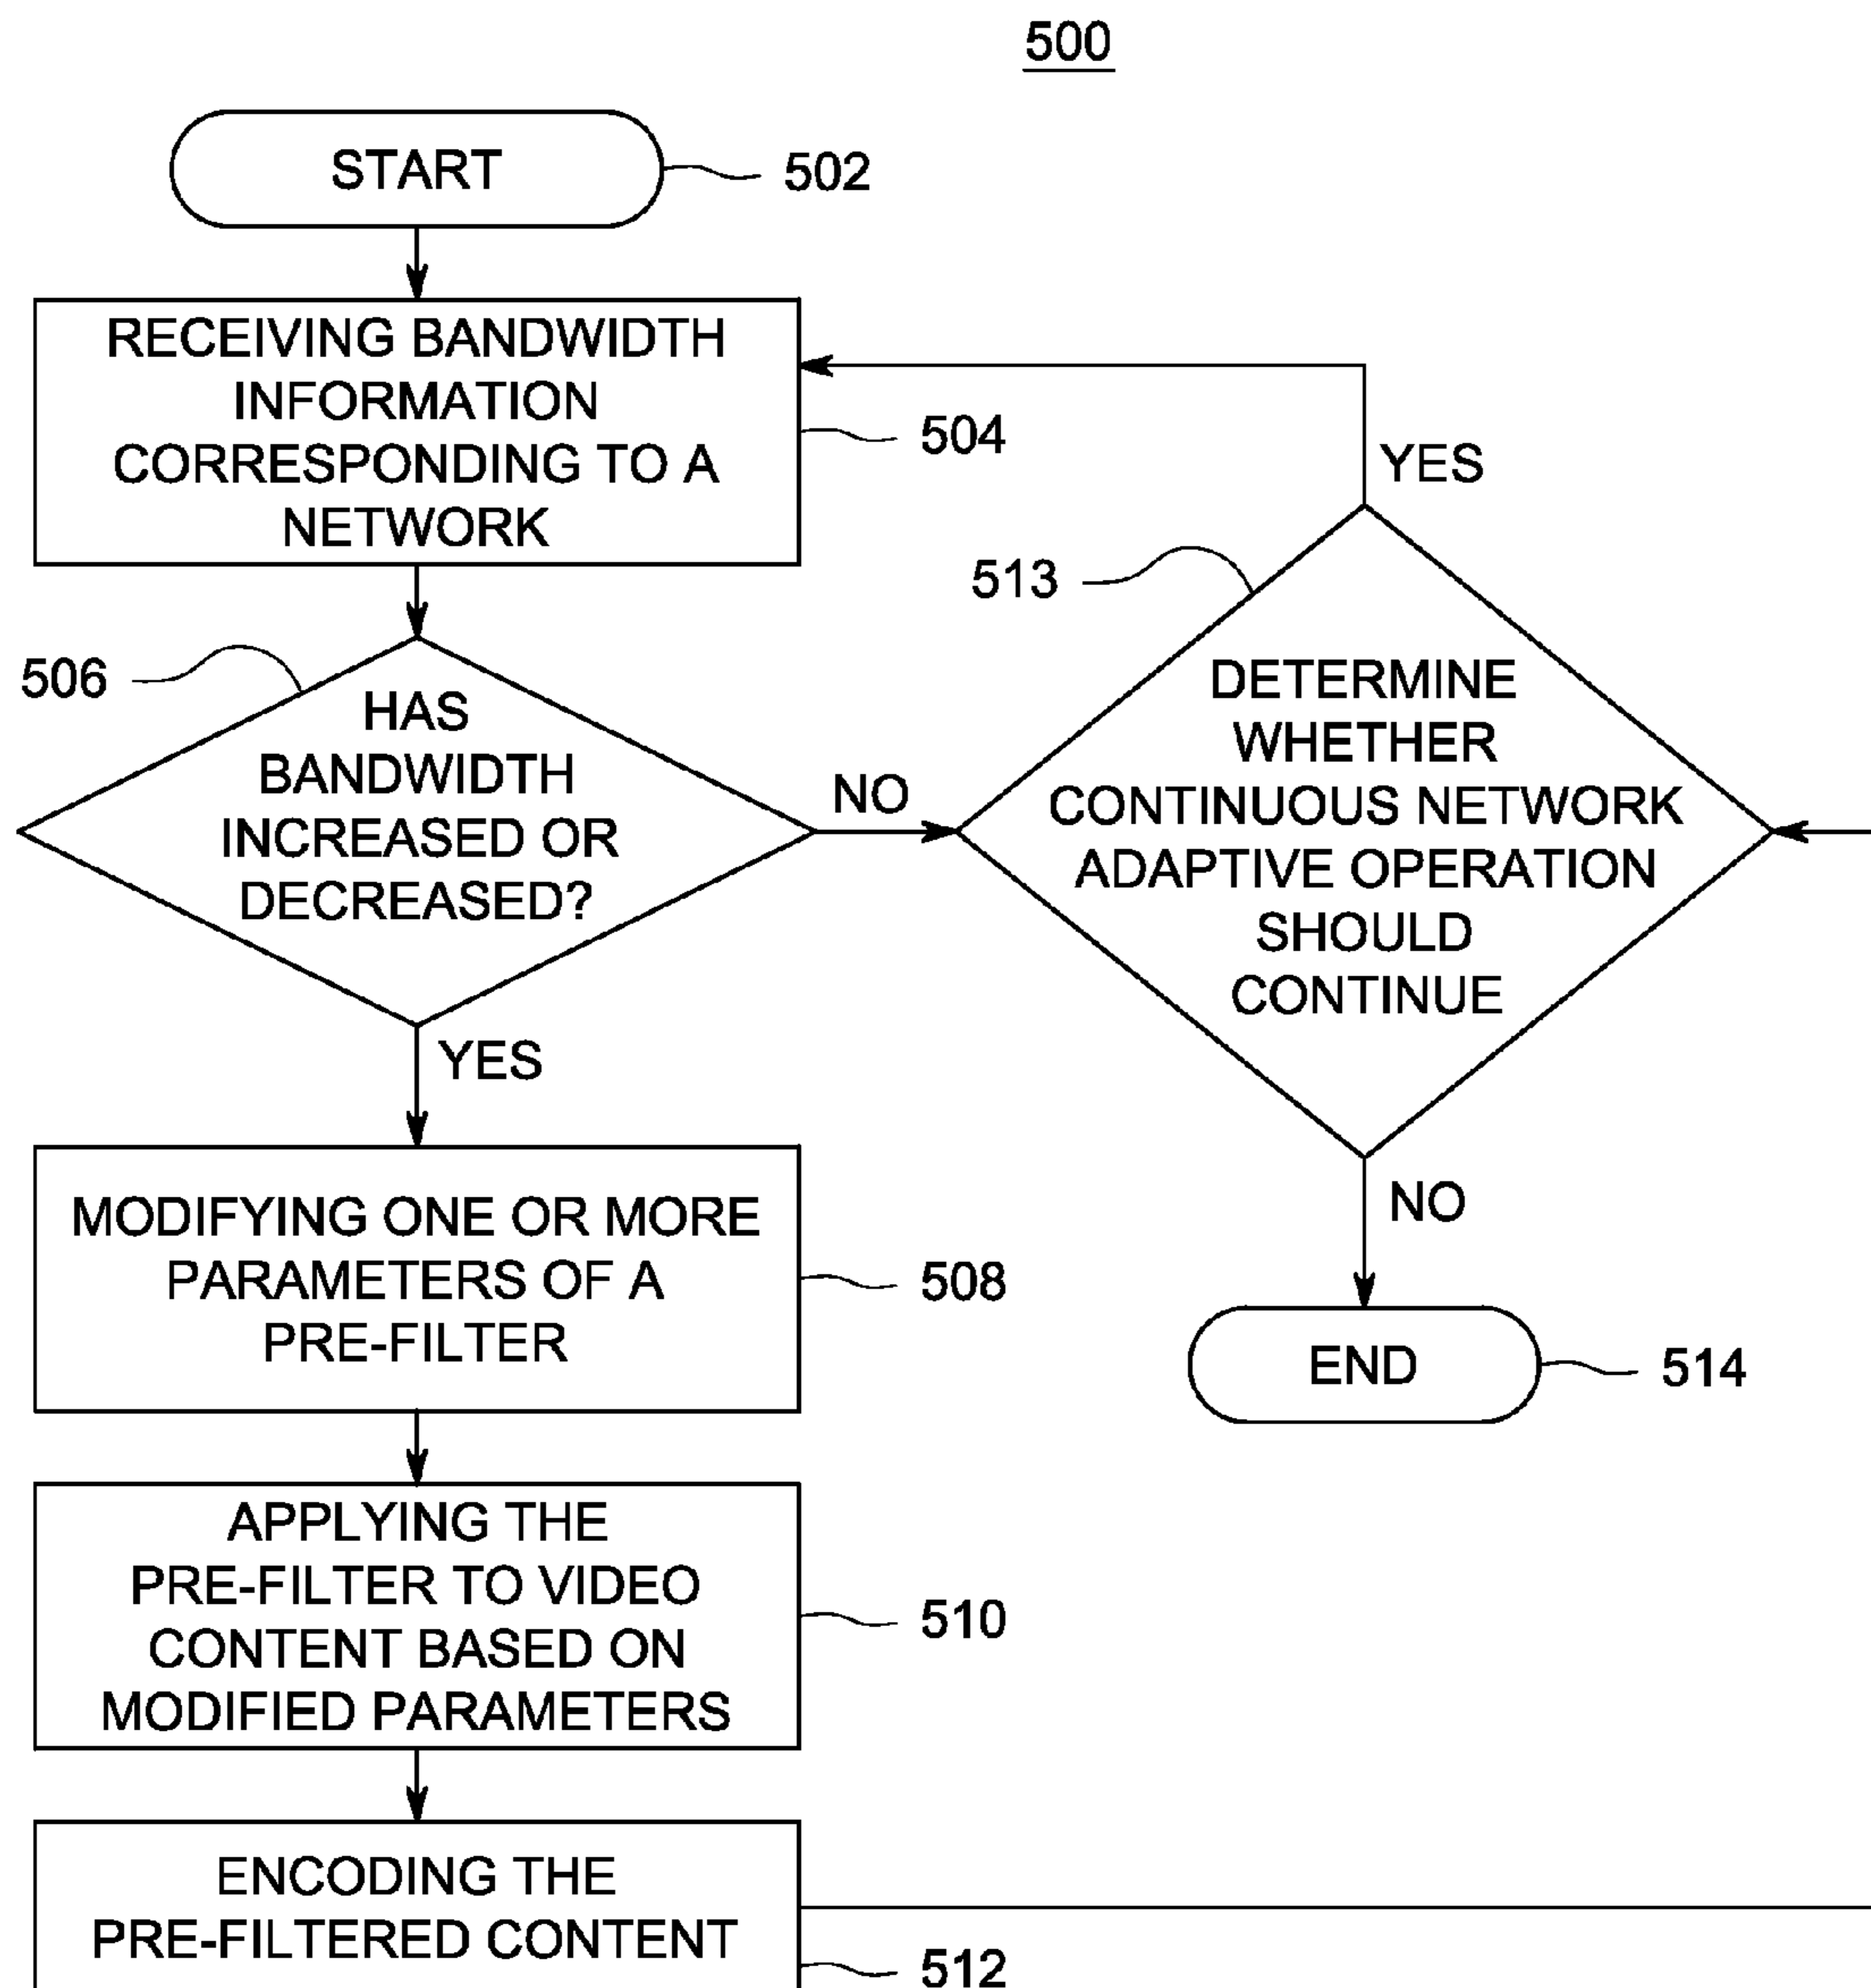 500
START
502
RECEIVING BANDWIDTH
INFORMATION
CORRESPONDING TO A
NETWORK
504
506
HAS
BANDWIDTH
INCREASED OR
DECREASED?
NO
YES
513
DETERMINE
WHETHER
CONTINUOUS NETWORK
ADAPTIVE OPERATION
SHOULD
CONTINUE
YES
NO
END
514
MODIFYING ONE OR MORE
PARAMETERS OF A
PRE-FILTER
508
APPLYING THE
PRE-FILTER TO VIDEO
CONTENT BASED ON
MODIFIED PARAMETERS
510
ENCODING THE
PRE-FILTERED CONTENT
512